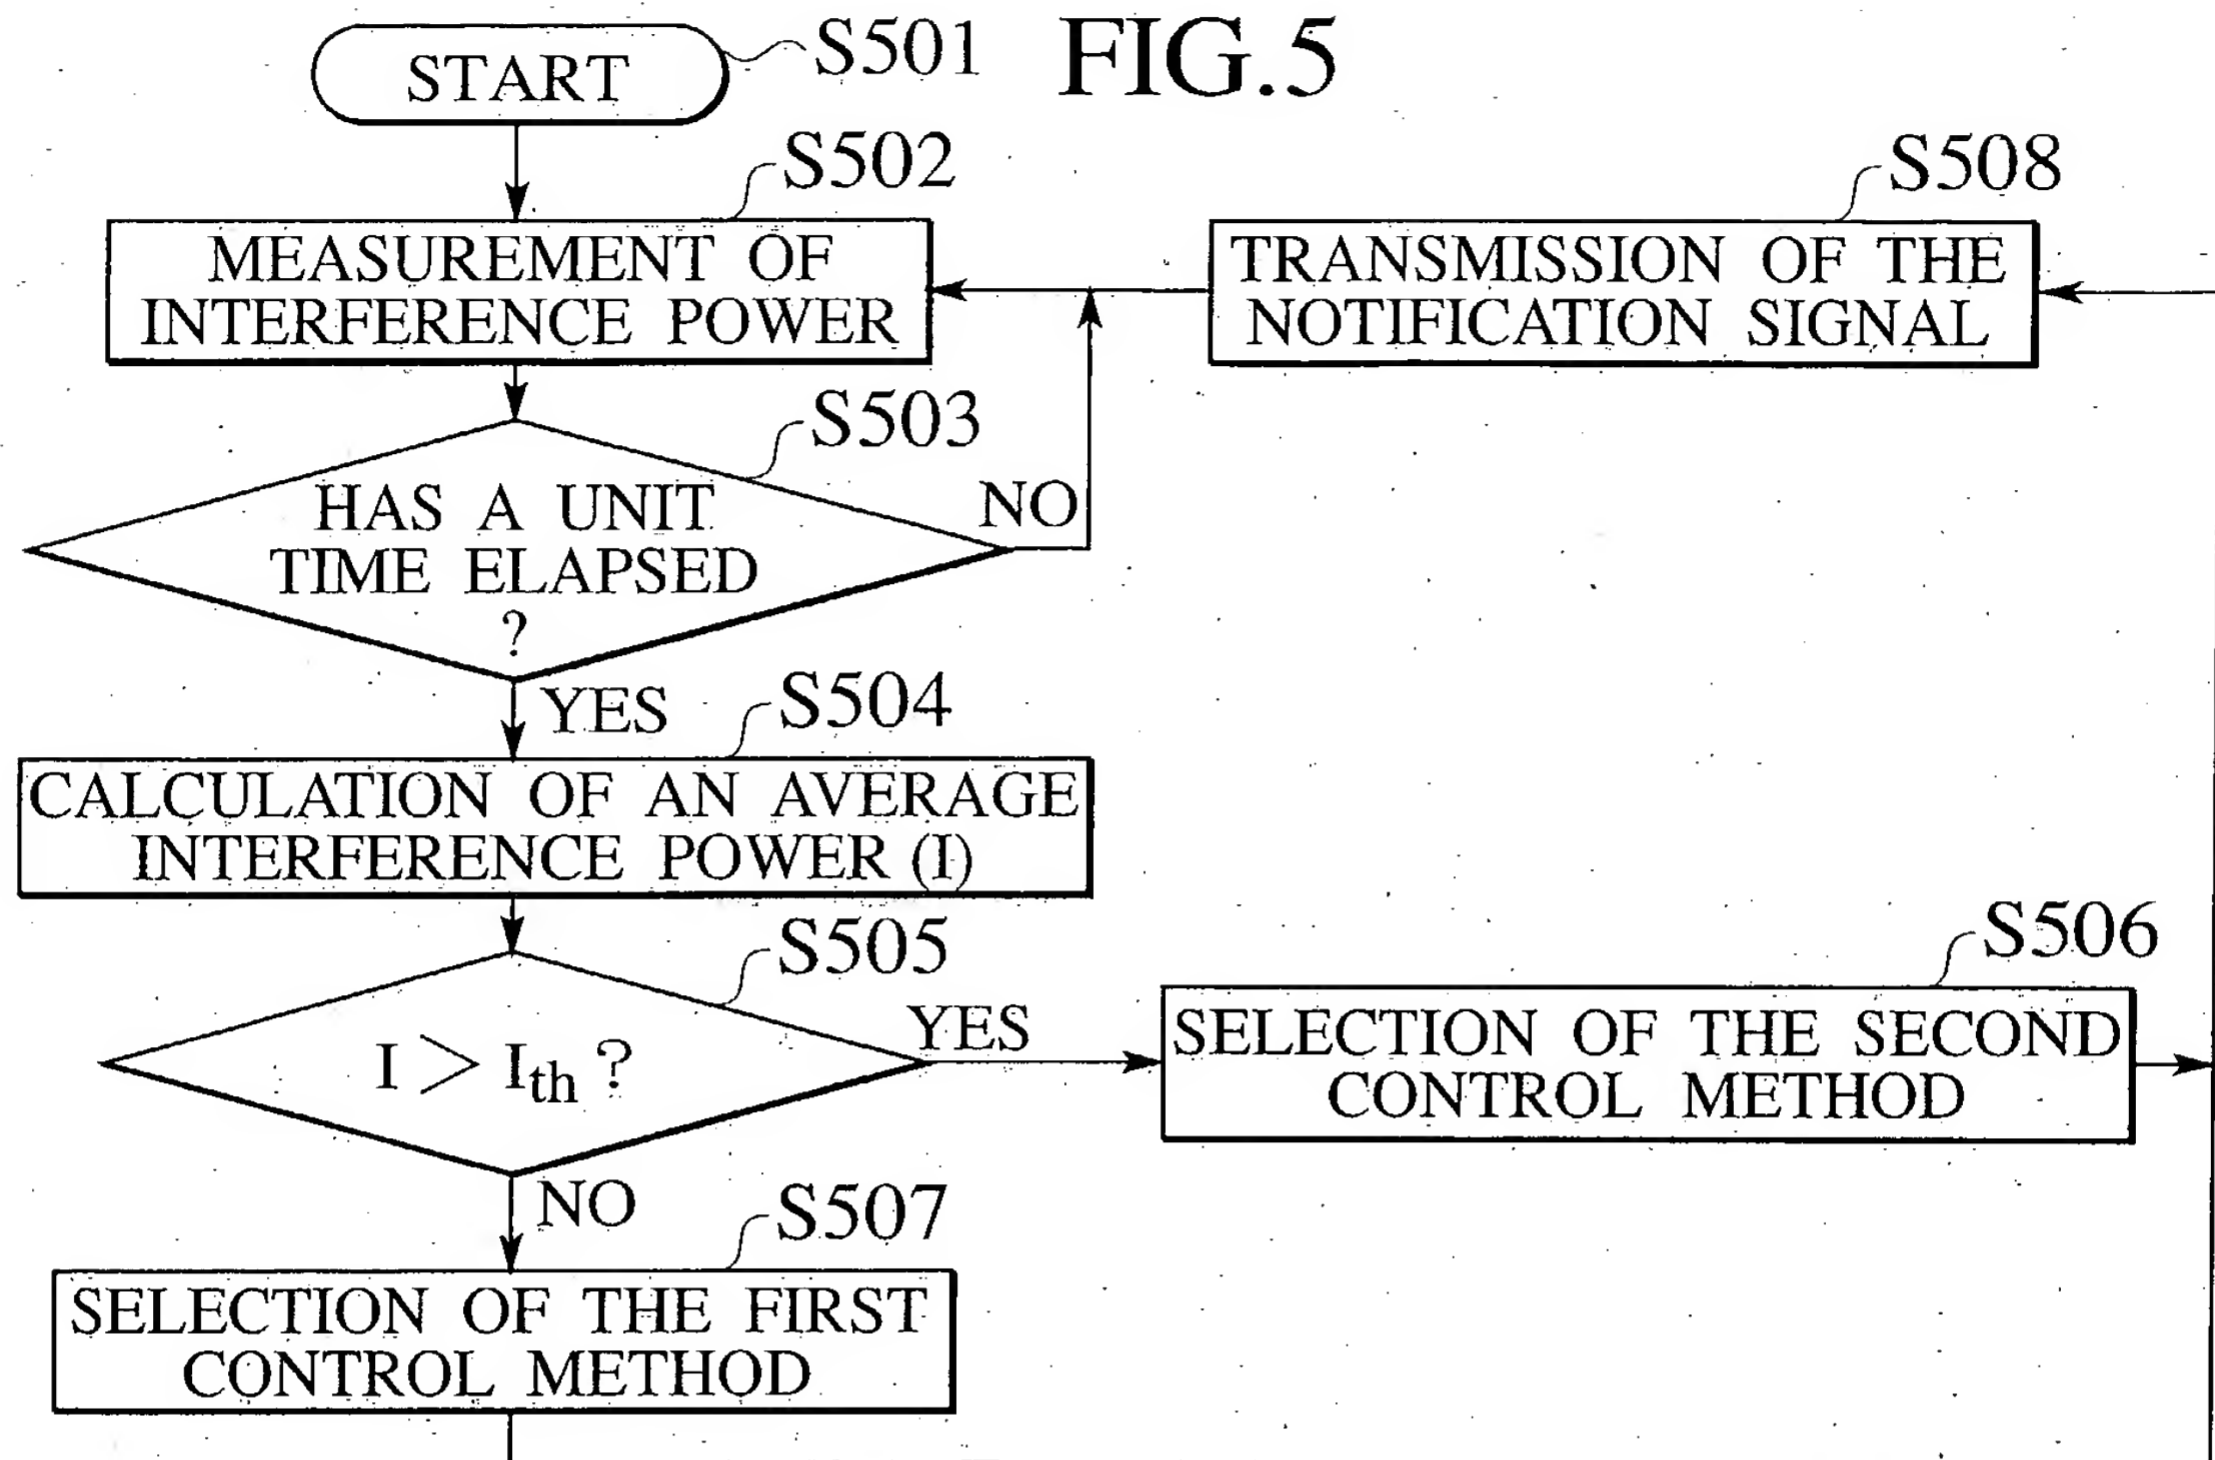 FIG.5
START
S501
S502
MEASUREMENT OF
INTERFERENCE POWER
S508
TRANSMISSION OF THE
NOTIFICATION SIGNAL
S503
HAS A UNIT
TIME ELAPSED
?
NO
YES
S504
CALCULATION OF AN AVERAGE
INTERFERENCE POWER (I)
S505
I > Ith ?
YES
S506
SELECTION OF THE SECOND
CONTROL METHOD
NO
S507
SELECTION OF THE FIRST
CONTROL METHOD